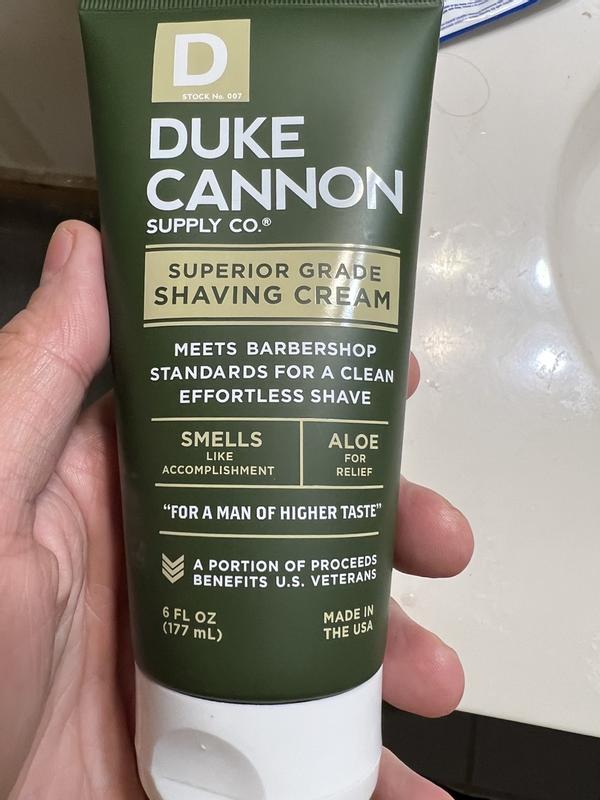 D
STOCK No. 007
DUKE
CANNON
SUPPLY CO.®
SUPERIOR GRADE
SHAVING CREAM
MEETS BARBERSHOP
STANDARDS FOR A CLEAN
EFFORTLESS SHAVE
SMELLS
LIKE
ACCOMPLISHMENT
ALOE
FOR
RELIEF
“FOR A MAN OF HIGHER TASTE”
A PORTION OF PROCEEDS
BENEFITS U.S. VETERANS
6 FL OZ
(177 mL)
MADE IN
THE USA